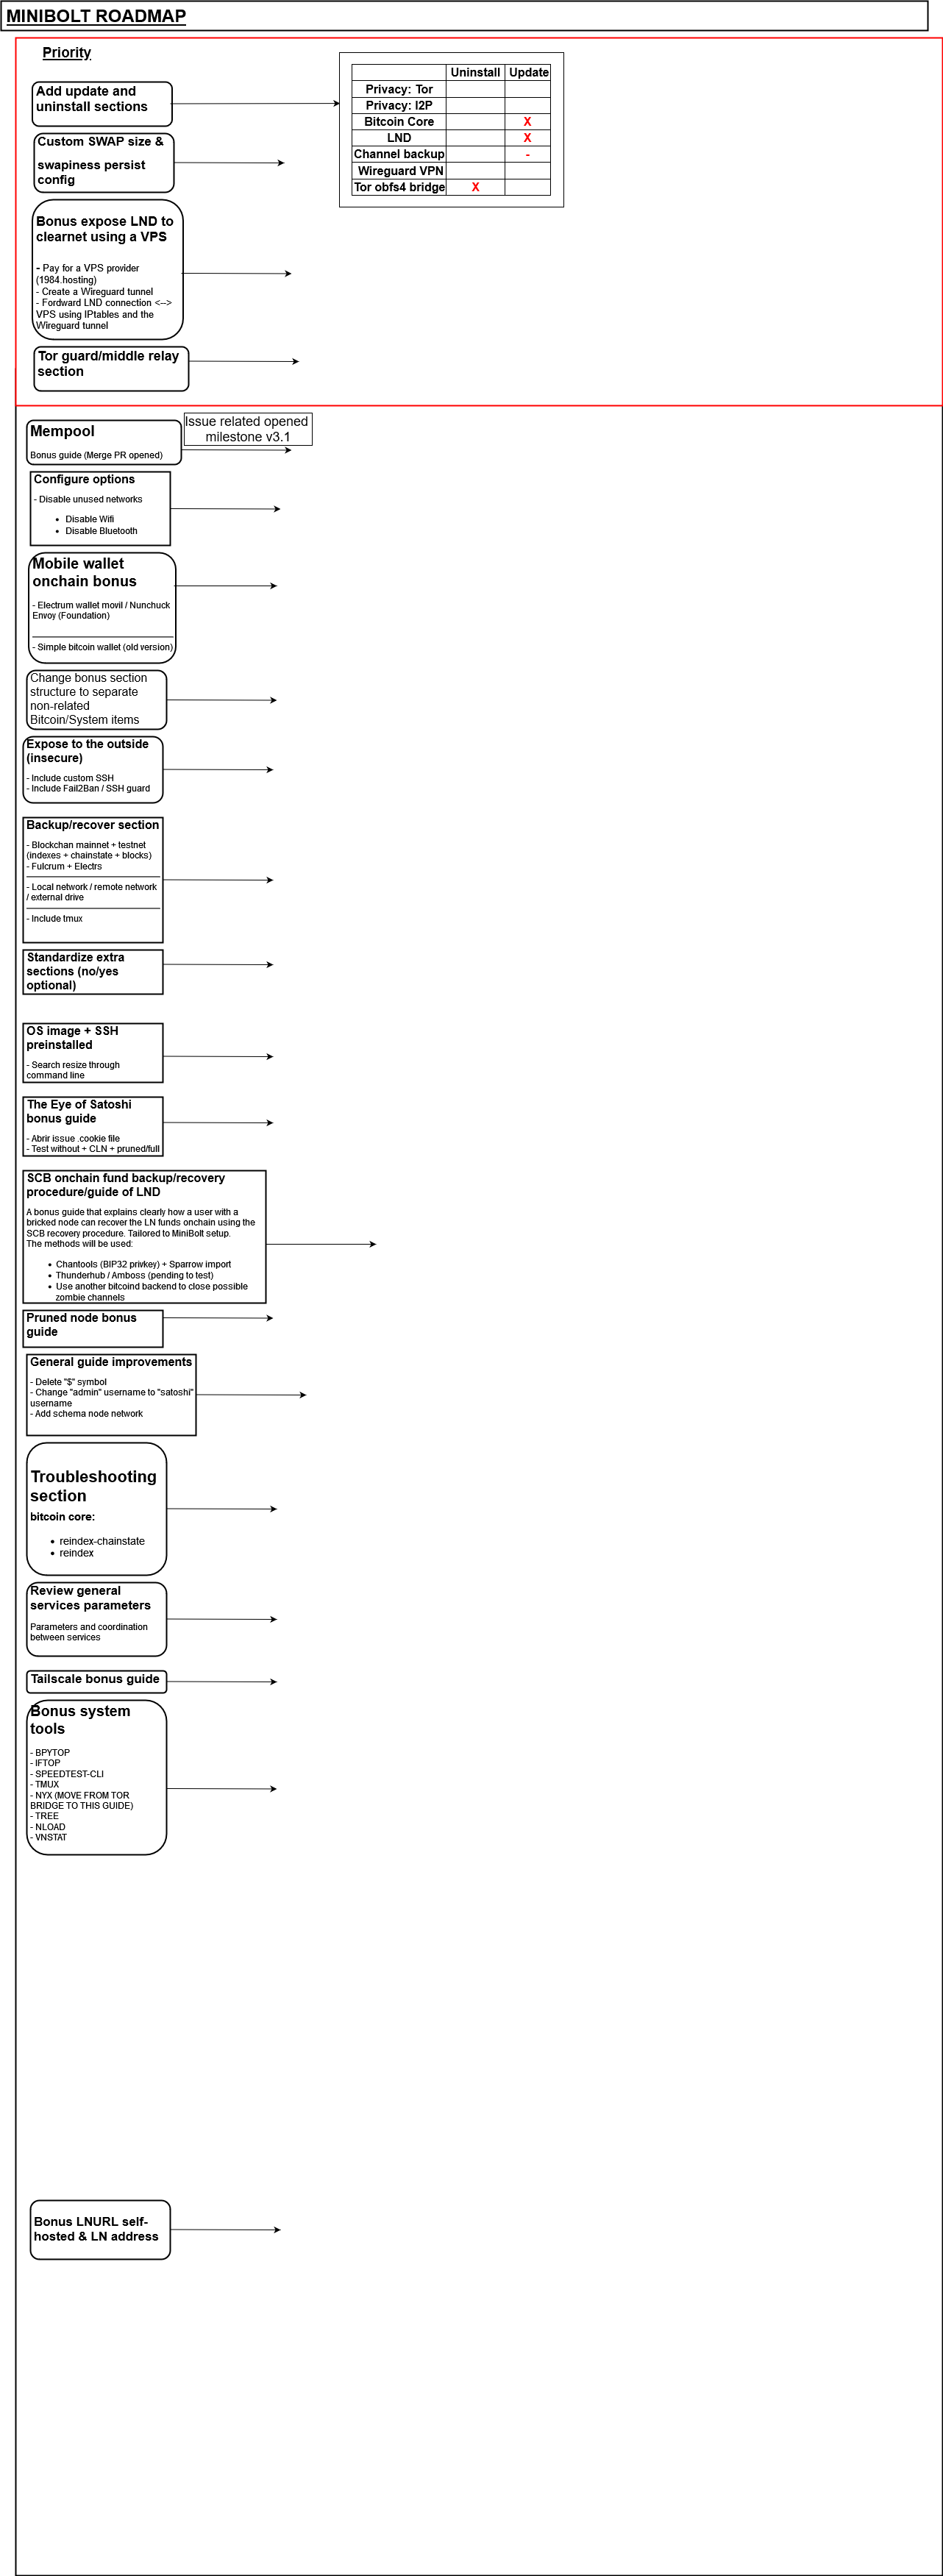 MINIBOLT ROADMAP
Priority
Add update and
uninstall sections
Uninstall Update
Privacy: Tor
Privacy: I2P
Bitcoin Core X
LND X
Channel backup -
Wireguard VPN
Tor obfs4 bridge X
Custom SWAP size &
swapiness persist
config
Bonus expose LND to
clearnet using a VPS
- Pay for a VPS provider
(1984.hosting)
- Create a Wireguard tunnel
- Fordward LND connection <-->
VPS using IPtables and the
Wireguard tunnel
Tor guard/middle relay
section
Mempool
Bonus guide (Merge PR opened)
Issue related opened
milestone v3.1
Configure options
- Disable unused networks
• Disable Wifi
• Disable Bluetooth
Mobile wallet
onchain bonus
- Electrum wallet movil / Nunchuck
Envoy (Foundation)
- Simple bitcoin wallet (old version)
Change bonus section
structure to separate
non-related
Bitcoin/System items
Expose to the outside
(insecure)
- Include custom SSH
- Include Fail2Ban / SSH guard
Backup/recover section
- Blockchan mainnet + testnet
(indexes + chainstate + blocks)
- Fulcrum + Electrs
- Local network / remote network
/ external drive
- Include tmux
Standardize extra
sections (no/yes
optional)
OS image + SSH
preinstalled
- Search resize through
command line
The Eye of Satoshi
bonus guide
- Abrir issue .cookie file
- Test without + CLN + pruned/full
SCB onchain fund backup/recovery
procedure/guide of LND
A bonus guide that explains clearly how a user with a
bricked node can recover the LN funds onchain using the
SCB recovery procedure. Tailored to MiniBolt setup.
The methods will be used:
• Chantools (BIP32 privkey) + Sparrow import
• Thunderhub / Amboss (pending to test)
• Use another bitcoind backend to close possible
zombie channels
Pruned node bonus
guide
General guide improvements
- Delete "$" symbol
- Change "admin" username to "satoshi"
username
- Add schema node network
Troubleshooting
section
bitcoin core:
• reindex-chainstate
• reindex
Review general
services parameters
Parameters and coordination
between services
Tailscale bonus guide
Bonus system
tools
- BPYTOP
- IFTOP
- SPEEDTEST-CLI
- TMUX
- NYX (MOVE FROM TOR
BRIDGE TO THIS GUIDE)
- TREE
- NLOAD
- VNSTAT
Bonus LNURL self-
hosted & LN address